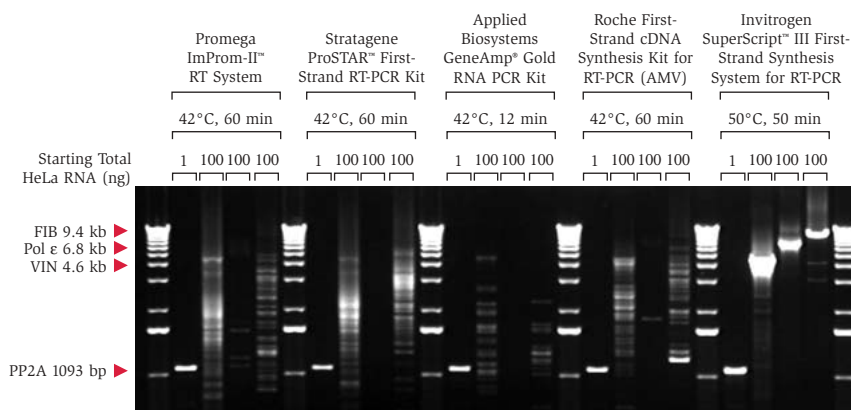 Promega
ImProm-II™
RT System
Stratagene
ProSTAR™ First-
Strand RT-PCR Kit
Applied
Biosystems
GeneAmp® Gold
RNA PCR Kit
Roche First-
Strand cDNA
Synthesis Kit for
RT-PCR (AMV)
Invitrogen
SuperScript™ III First-
Strand Synthesis
System for RT-PCR
42°C, 60 min
42°C, 60 min
42°C, 12 min
42°C, 60 min
50°C, 50 min
Starting Total
HeLa RNA (ng)
1 100 100 100
1 100 100 100
1 100 100 100
1 100 100 100
1 100 100 100
FIB 9.4 kb
Pol ε 6.8 kb
VIN 4.6 kb
PP2A 1093 bp